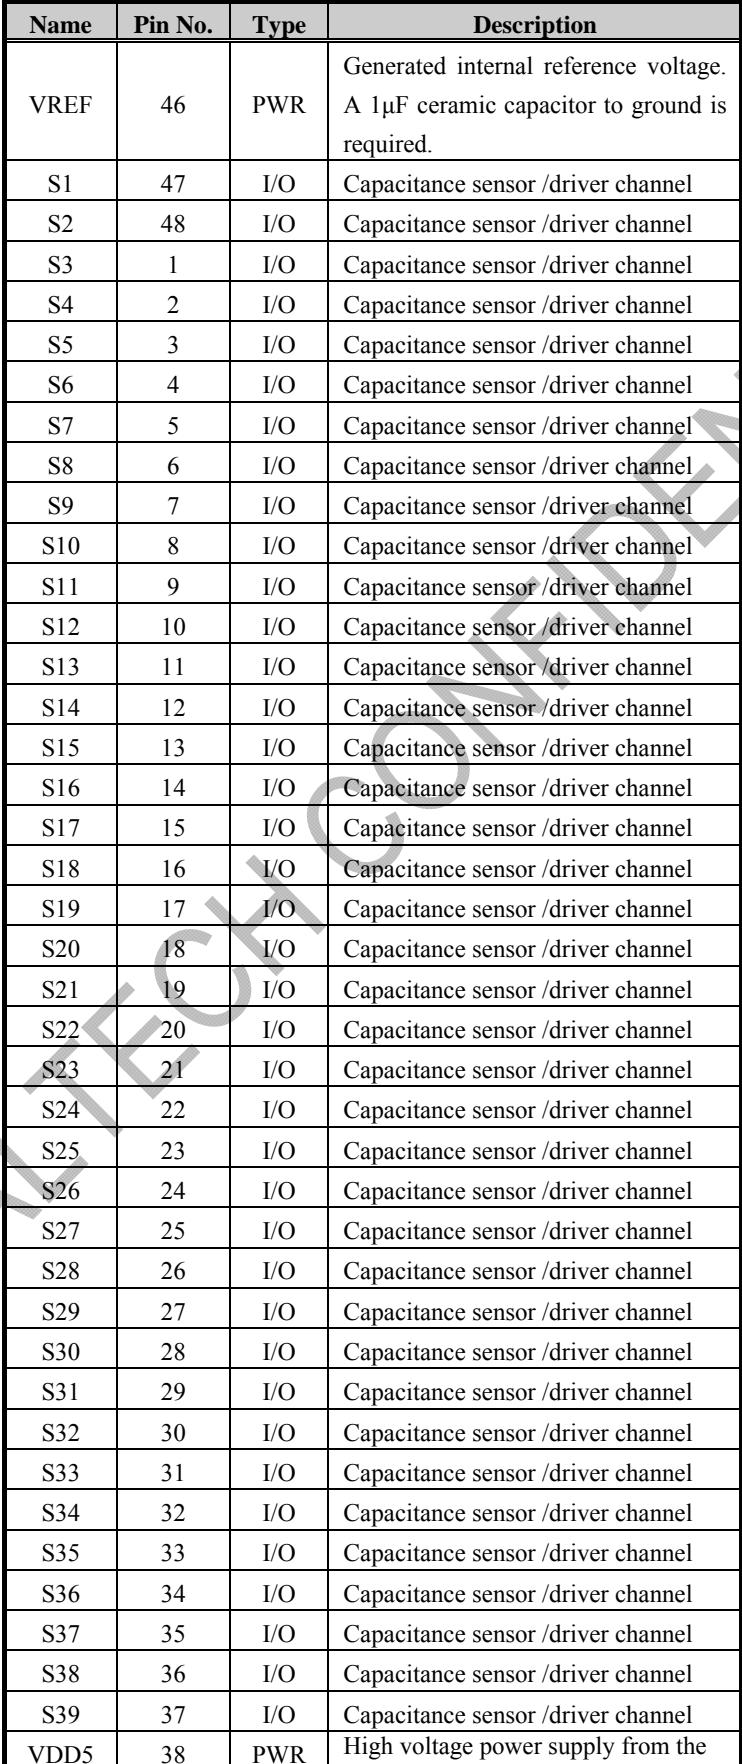 Name Pin No. Type Description
VREF 46 PWR Generated internal reference voltage.
A 1μF ceramic capacitor to ground is
required.
S1 47 I/O Capacitance sensor /driver channel
S2 48 I/O Capacitance sensor /driver channel
S3 1 I/O Capacitance sensor /driver channel
S4 2 I/O Capacitance sensor /driver channel
S5 3 I/O Capacitance sensor /driver channel
S6 4 I/O Capacitance sensor /driver channel
S7 5 I/O Capacitance sensor /driver channel
S8 6 I/O Capacitance sensor /driver channel
S9 7 I/O Capacitance sensor /driver channel
S10 8 I/O Capacitance sensor /driver channel
S11 9 I/O Capacitance sensor /driver channel
S12 10 I/O Capacitance sensor /driver channel
S13 11 I/O Capacitance sensor /driver channel
S14 12 I/O Capacitance sensor /driver channel
S15 13 I/O Capacitance sensor /driver channel
S16 14 I/O Capacitance sensor /driver channel
S17 15 I/O Capacitance sensor /driver channel
S18 16 I/O Capacitance sensor /driver channel
S19 17 I/O Capacitance sensor /driver channel
S20 18 I/O Capacitance sensor /driver channel
S21 19 I/O Capacitance sensor /driver channel
S22 20 I/O Capacitance sensor /driver channel
S23 21 I/O Capacitance sensor /driver channel
S24 22 I/O Capacitance sensor /driver channel
S25 23 I/O Capacitance sensor /driver channel
S26 24 I/O Capacitance sensor /driver channel
S27 25 I/O Capacitance sensor /driver channel
S28 26 I/O Capacitance sensor /driver channel
S29 27 I/O Capacitance sensor /driver channel
S30 28 I/O Capacitance sensor /driver channel
S31 29 I/O Capacitance sensor /driver channel
S32 30 I/O Capacitance sensor /driver channel
S33 31 I/O Capacitance sensor /driver channel
S34 32 I/O Capacitance sensor /driver channel
S35 33 I/O Capacitance sensor /driver channel
S36 34 I/O Capacitance sensor /driver channel
S37 35 I/O Capacitance sensor /driver channel
S38 36 I/O Capacitance sensor /driver channel
S39 37 I/O Capacitance sensor /driver channel
VDD5 38 PWR High voltage power supply from the
ALTECH CONFIDEN